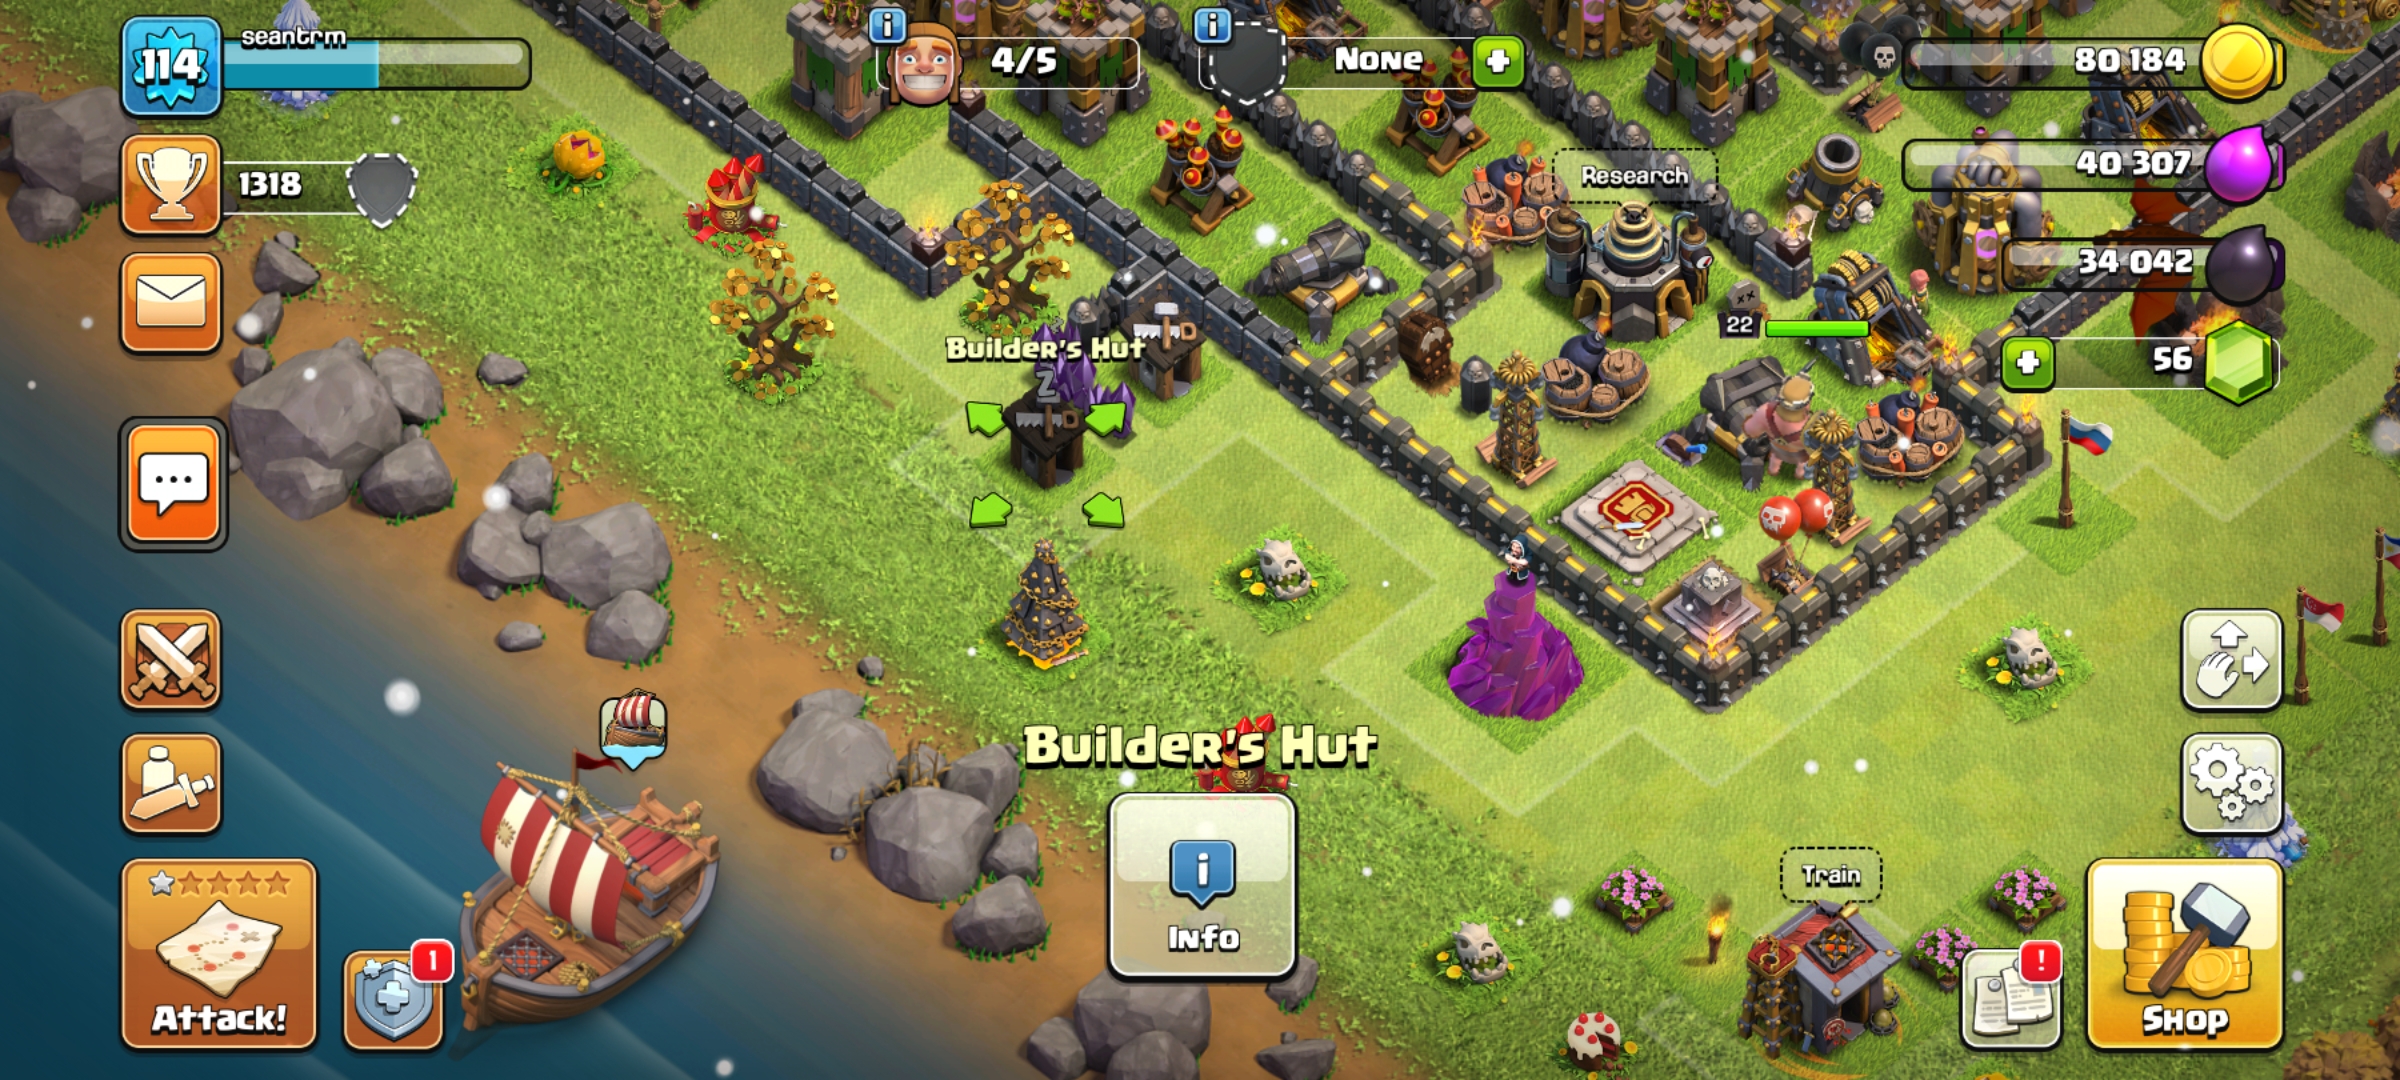 114
seantrm
4/5
None
80 184
1318
Research
40 307
34 042
22
Builder's Hut
Z
56
Builder's Hut
Info
Train
Attack!
1
!
Shop